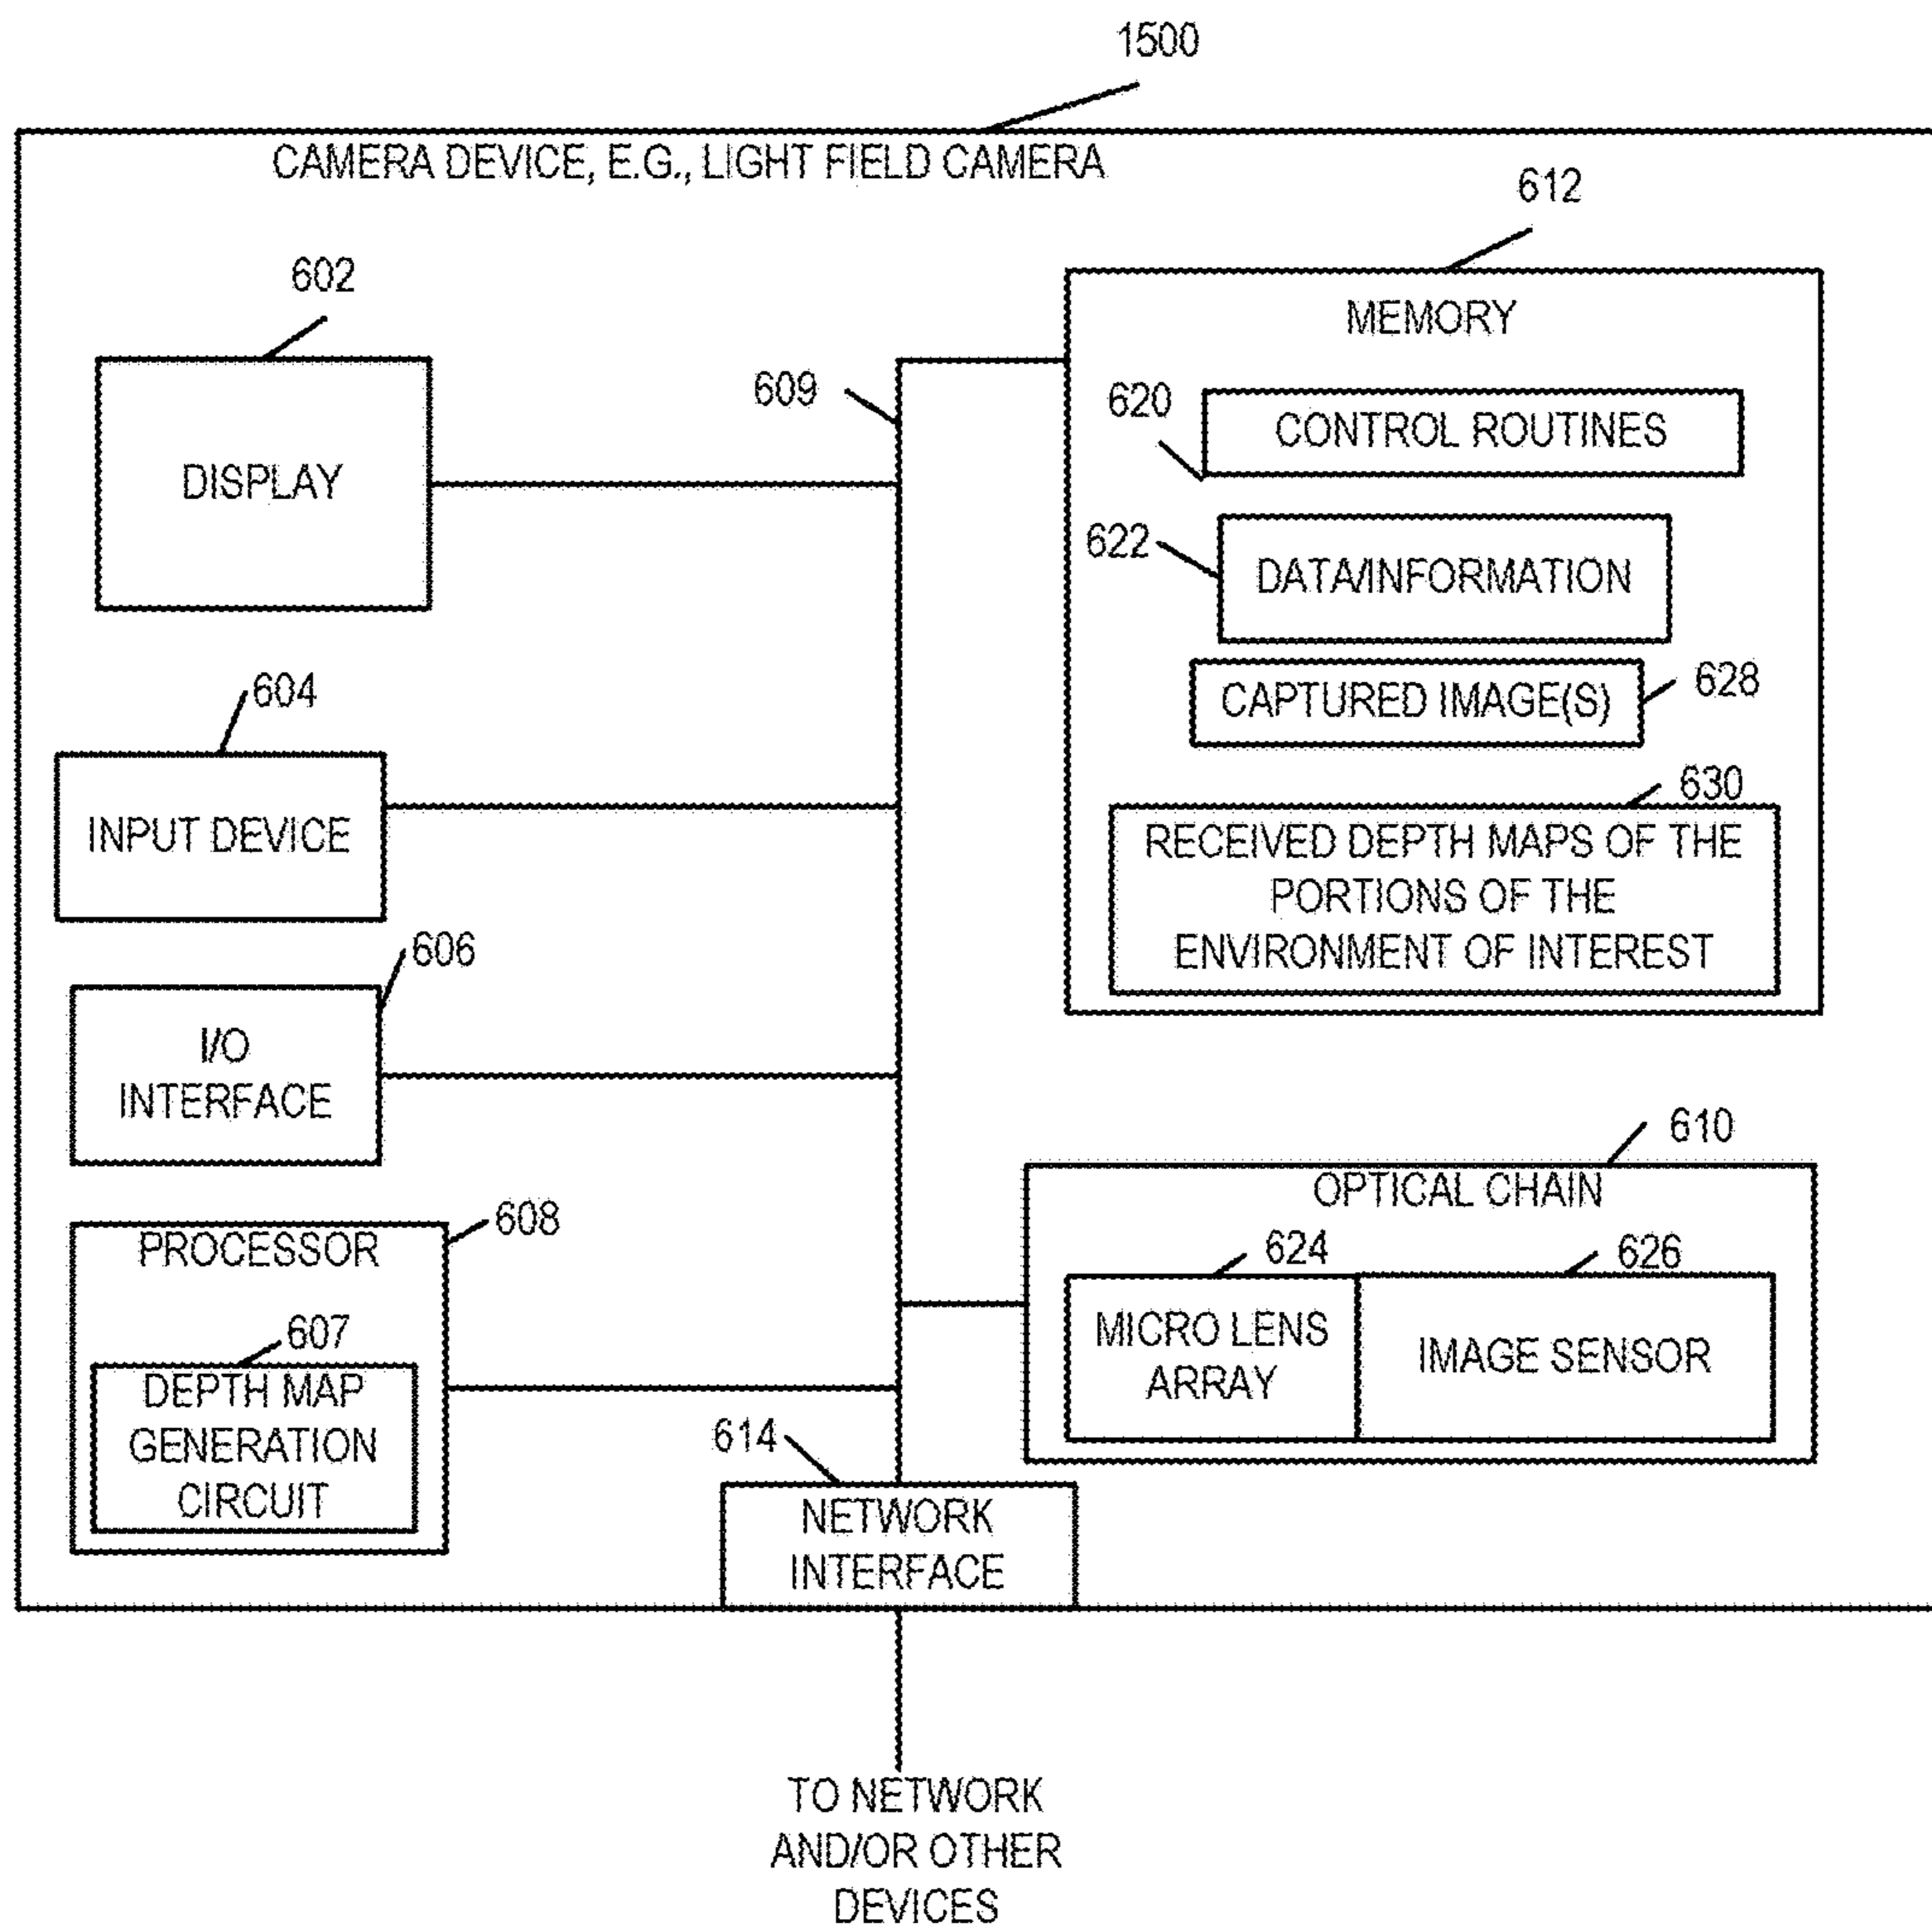 1500
CAMERA DEVICE, E.G., LIGHT FIELD CAMERA
602
DISPLAY
604
INPUT DEVICE
606
I/O
INTERFACE
608
PROCESSOR
607
DEPTH MAP
GENERATION
CIRCUIT
609
612
MEMORY
620
CONTROL ROUTINES
622
DATA/INFORMATION
CAPTURED IMAGE(S)
628
630
RECEIVED DEPTH MAPS OF THE
PORTIONS OF THE
ENVIRONMENT OF INTEREST
610
OPTICAL CHAIN
624
MICRO LENS
ARRAY
626
IMAGE SENSOR
614
NETWORK
INTERFACE
TO NETWORK
AND/OR OTHER
DEVICES